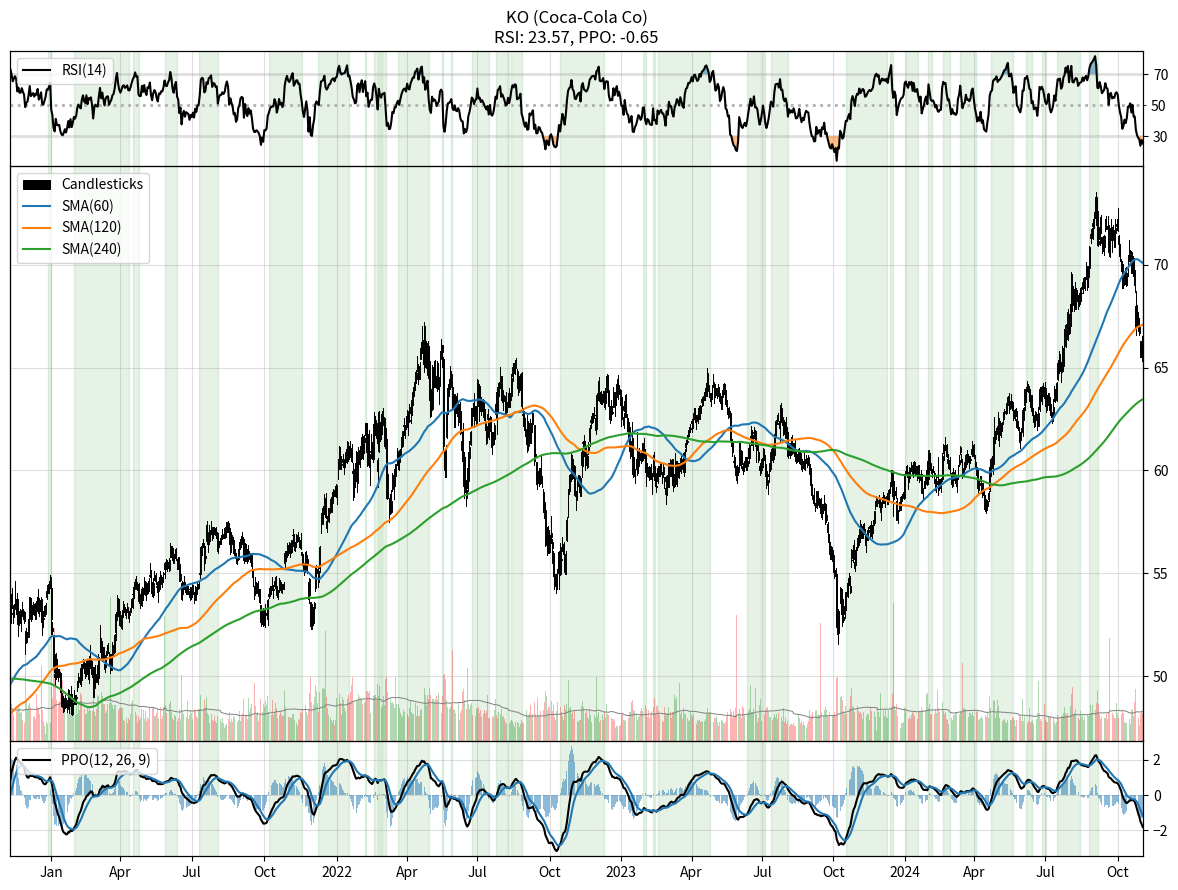 KO (Coca-Cola Co)
RSI: 23.57, PPO: -0.65
RSI(14)
70
50
30
Candlesticks
SMA(60)
SMA(120)
SMA(240)
70
65
60
55
50
PPO(12, 26, 9)
2
0
−2
Jan Apr Jul Oct 2022 Apr Jul Oct 2023 Apr Jul Oct 2024 Apr Jul Oct